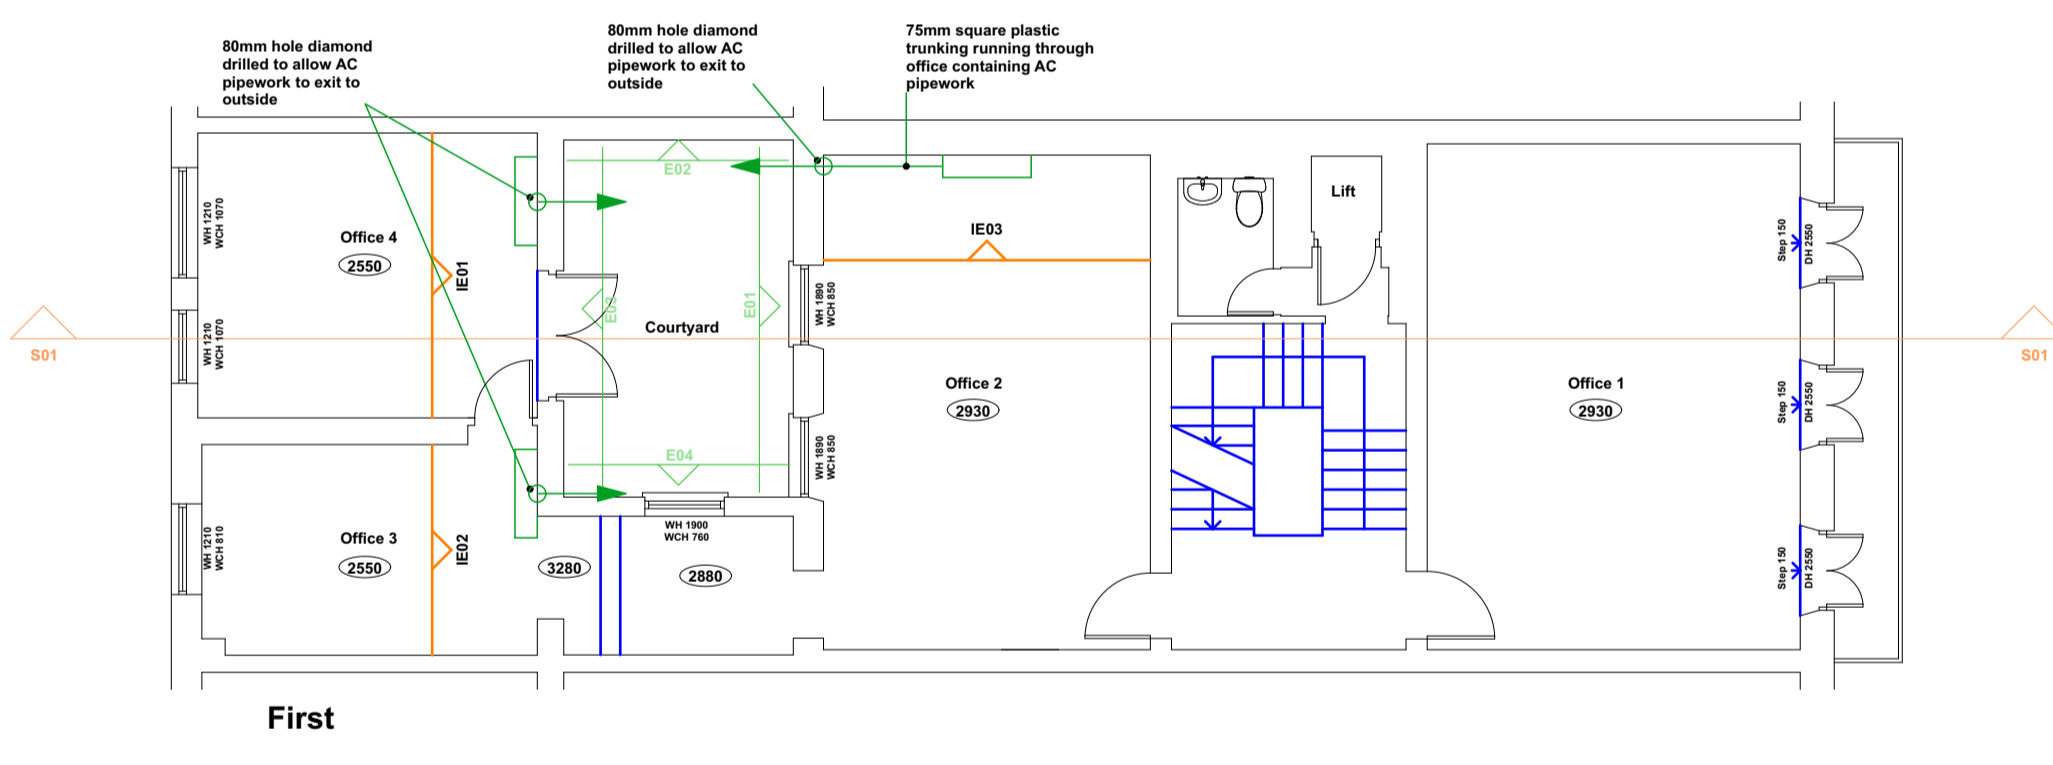 80mm hole diamond
drilled to allow AC
pipework to exit to
outside
80mm hole diamond
drilled to allow AC
pipework to exit to
outside
75mm square plastic
trunking running through
office containing AC
pipework
E02
Lift
WH 1210
WCH 1070
Office 4
2550
IE01
IE03
Step 150
DH 2550
E03
E01
WH 1890
WCH 850
Courtyard
S01
S01
WH 1210
WCH 1070
Office 2
2930
Office 1
2930
Step 150
DH 2550
E04
WH 1890
WCH 850
WH 1210
WCH 810
Office 3
2550
IE02
WH 1900
WCH 760
3280
2880
Step 150
DH 2550
First